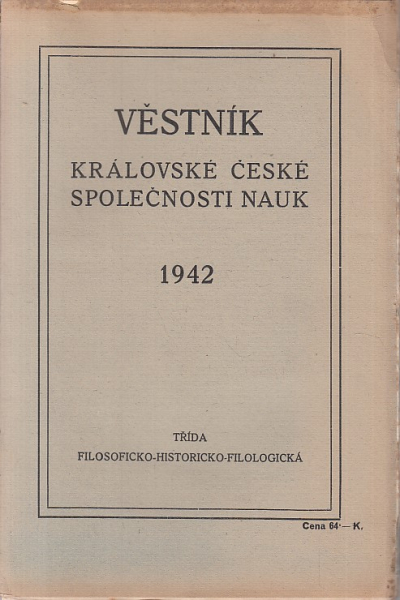 VĚSTNÍK
KRÁLOVSKÉ ČESKÉ
SPOLEČNOSTI NAUK
1942
TŘÍDA
FILOSOFICKO-HISTORICKO-FILOLOGICKÁ
Cena 64·— K.